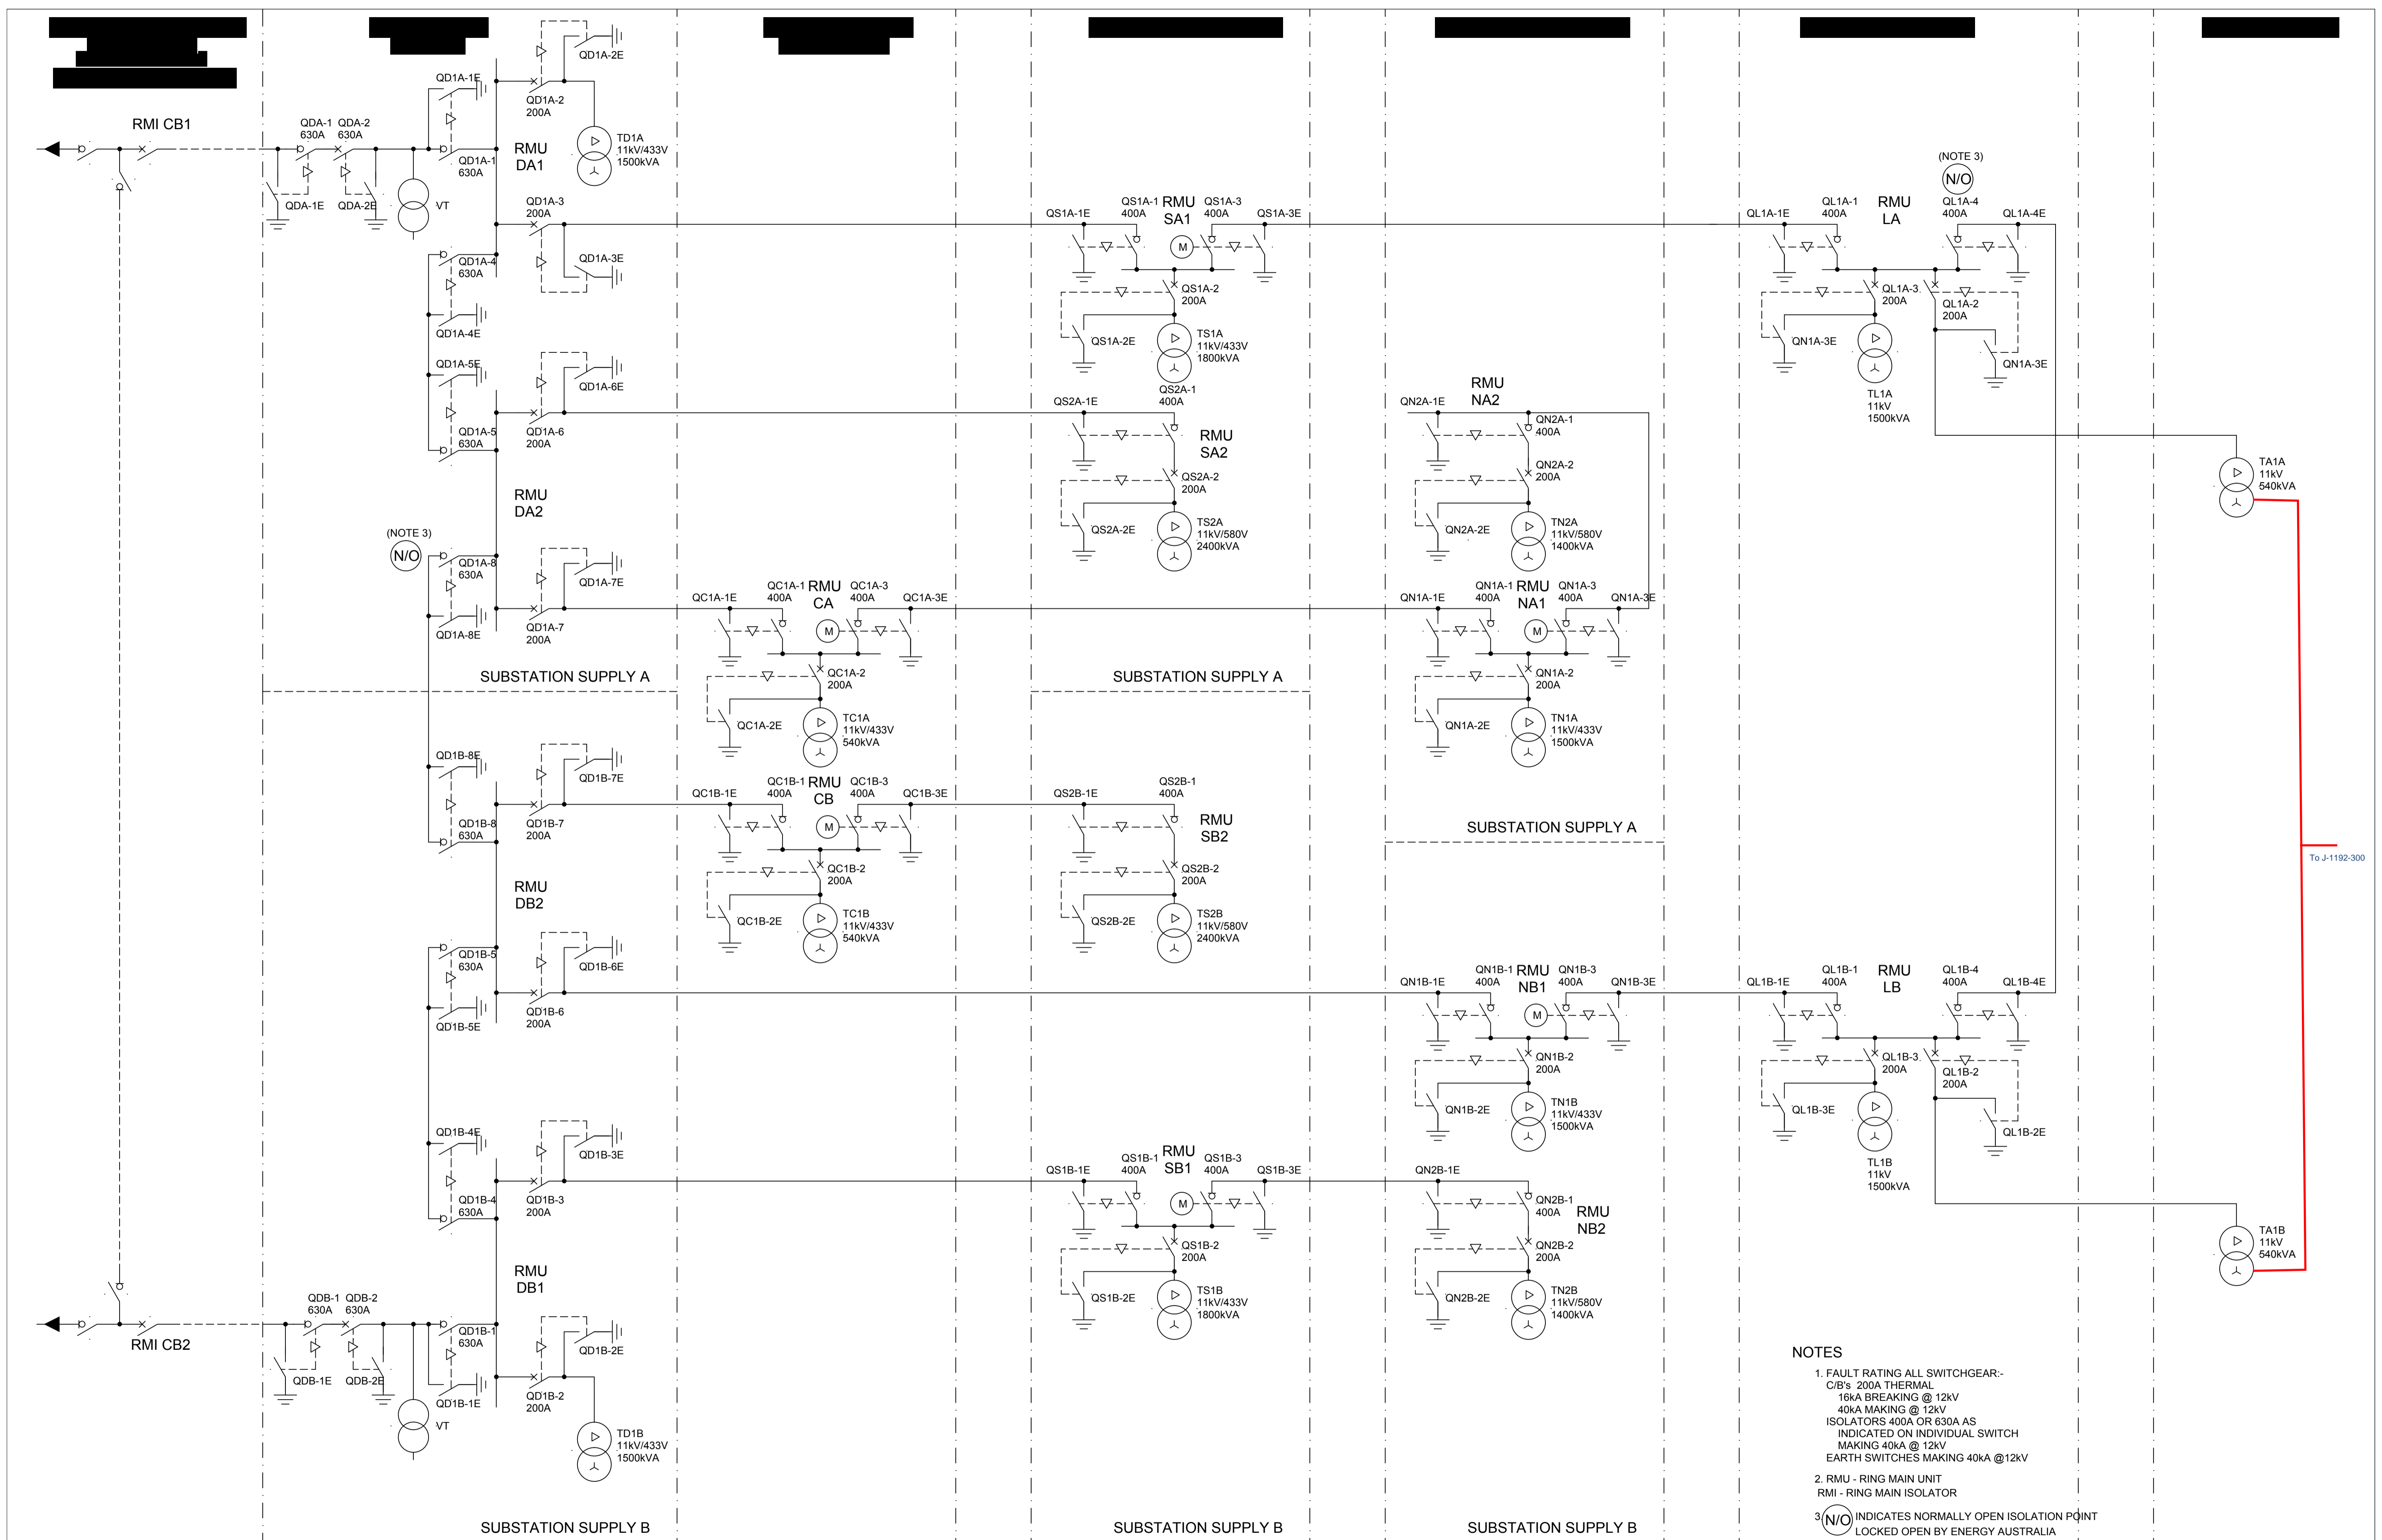 RMI CB1
QDA-1
630A
QDA-2
630A
QDA-1E
QDA-2E
VT
QD1A-1E
QD1A-1
630A
RMU
DA1
QD1A-2E
QD1A-2
200A
TD1A
11kV/433V
1500kVA
QD1A-3
200A
QD1A-3E
QD1A-4
630A
QD1A-4E
QD1A-5E
QD1A-5
630A
QD1A-6E
QD1A-6
200A
RMU
DA2
(NOTE 3)
N/O
QD1A-8
630A
QD1A-8E
QD1A-7E
QD1A-7
200A
SUBSTATION SUPPLY A
QD1B-8E
QD1B-8
630A
QD1B-7E
QD1B-7
200A
RMU
DB2
QD1B-5
630A
QD1B-5E
QD1B-6E
QD1B-6
200A
QD1B-4E
QD1B-4
630A
QD1B-3E
QD1B-3
200A
RMU
DB1
RMI CB2
QDB-1
630A
QDB-2
630A
QDB-1E
QDB-2E
VT
QD1B-1
630A
QD1B-1E
QD1B-2E
QD1B-2
200A
TD1B
11kV/433V
1500kVA
SUBSTATION SUPPLY B
QC1A-1E
QC1A-1
400A
RMU
CA
QC1A-3
400A
QC1A-3E
M
QC1A-2
200A
QC1A-2E
TC1A
11kV/433V
540kVA
QC1B-1E
QC1B-1
400A
RMU
CB
QC1B-3
400A
QC1B-3E
M
QC1B-2
200A
QC1B-2E
TC1B
11kV/433V
540kVA
QS1A-1E
QS1A-1
400A
RMU
SA1
QS1A-3
400A
QS1A-3E
M
QS1A-2
200A
QS1A-2E
TS1A
11kV/433V
1800kVA
QS2A-1E
QS2A-1
400A
RMU
SA2
QS2A-2
200A
QS2A-2E
TS2A
11kV/580V
2400kVA
SUBSTATION SUPPLY A
QS2B-1E
QS2B-1
400A
RMU
SB2
QS2B-2
200A
QS2B-2E
TS2B
11kV/580V
2400kVA
QS1B-1E
QS1B-1
400A
RMU
SB1
QS1B-3
400A
QS1B-3E
M
QS1B-2
200A
QS1B-2E
TS1B
11kV/433V
1800kVA
SUBSTATION SUPPLY B
RMU
NA2
QN2A-1E
QN2A-1
400A
QN2A-2
200A
QN2A-2E
TN2A
11kV/580V
1400kVA
QN1A-1E
QN1A-1
400A
RMU
NA1
QN1A-3
400A
QN1A-3E
M
QN1A-2
200A
QN1A-2E
TN1A
11kV/433V
1500kVA
SUBSTATION SUPPLY A
QN1B-1E
QN1B-1
400A
RMU
NB1
QN1B-3
400A
QN1B-3E
M
QN1B-2
200A
QN1B-2E
TN1B
11kV/433V
1500kVA
QN2B-1E
QN2B-1
400A
RMU
NB2
QN2B-2
200A
QN2B-2E
TN2B
11kV/580V
1400kVA
SUBSTATION SUPPLY B
(NOTE 3)
N/O
QL1A-1E
QL1A-1
400A
RMU
LA
QL1A-4
400A
QL1A-4E
QL1A-3
200A
QL1A-2
200A
QN1A-3E
QN1A-3E
TL1A
11kV
1500kVA
QL1B-1E
QL1B-1
400A
RMU
LB
QL1B-4
400A
QL1B-4E
QL1B-3
200A
QL1B-2
200A
QL1B-3E
QL1B-2E
TL1B
11kV
1500kVA
TA1A
11kV
540kVA
To J-1192-300
TA1B
11kV
540kVA
NOTES
1. FAULT RATING ALL SWITCHGEAR:-
C/B's 200A THERMAL
16kA BREAKING @ 12kV
40kA MAKING @ 12kV
ISOLATORS 400A OR 630A AS
INDICATED ON INDIVIDUAL SWITCH
MAKING 40kA @ 12kV
EARTH SWITCHES MAKING 40kA @12kV
2. RMU - RING MAIN UNIT
RMI - RING MAIN ISOLATOR
3 N/O INDICATES NORMALLY OPEN ISOLATION POINT
LOCKED OPEN BY ENERGY AUSTRALIA